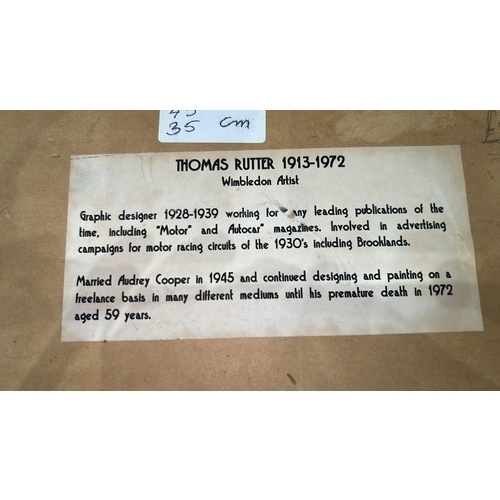 35 cm
THOMAS RUTTER 1913-1972
Wimbledon Artist
Graphic designer 1928-1939 working for any leading publications of the
time, including "Motor" and Autocar" magazines. Involved in advertising
campaigns for motor racing circuits of the 1930's including Brooklands.
Married Audrey Cooper in 1945 and continued designing and painting on a
freelance basis in many different mediums until his premature death in 1972
aged 59 years.